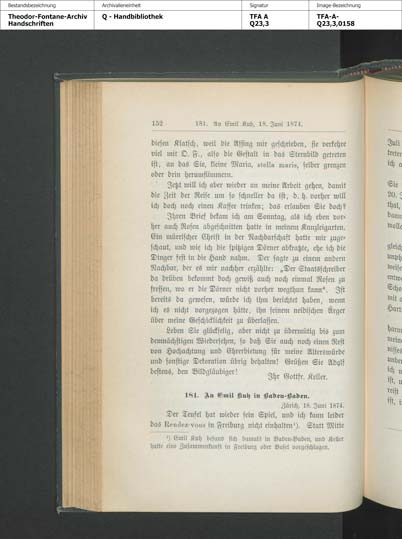 Bestandsbezeichnung
Archivalieneinheit
Signatur
Image-Bezeichnung
Theodor-Fontane-Archiv
Handschriften
Q - Handbibliothek
TFA A
Q23,3
TFA-A-
Q23,3,0158
152 181. An Emil Kuh, 18. Juni 1874.
diesen Klatsch, weil die Assing mir geschrieben, sie verkehre
viel mit O. F., also die Gestalt in das Sternbild getreten
ist, an das Sie, kleine Maria, stella maris, selber grenzen
oder drin herumflimmern.
Jetzt will ich aber wieder an meine Arbeit gehen, damit
die Zeit der Reise um so schneller da ist, d. h. vorher will
ich doch noch einen Kaffee trinken; das erlauben Sie doch?
Ihren Brief bekam ich am Sonntag, als ich eben vor-
her auch Rosen abgeschnitten hatte in meinem Kanzleigarten.
Ein mürrischer Christ in der Nachbarschaft hatte mir zuge-
schaut, und wie ich die spitzigen Dörner abkratzte, ehe ich die
Dinger fest in die Hand nahm. Der sagte zu einem andern
Nachbar, der es mir nachher erzählte: „Der Staatsschreiber
da drüben bekommt doch gewiß auch noch einmal Rosen zu
fressen, wo er die Dörner nicht vorher wegthun kann“. Ist
bereits da gewesen, würde ich ihm berichtet haben, wenn
ich es nicht vorgezogen hätte, ihn seinem neidischen Ärger
über meine Geschicklichkeit zu überlassen.
Leben Sie glückselig, aber nicht zu übermütig bis zum
demnächstigen Wiedersehen, so daß Sie auch noch einen Rest
von Hochachtung und Ehrerbietung für meine Alterswürde
und sonstige Dekoration übrig behalten! Grüßen Sie Adolf
bestens, den Bildgläubiger!
Ihr Gottfr. Keller.
181. An Emil Kuh in Baden-Baden.
Zürich, 18. Juni 1874.
Der Teufel hat wieder sein Spiel, und ich kann leider
das Rendez-vous in Freiburg nicht einhalten¹). Statt Mitte
¹) Emil Kuh befand sich damals in Baden-Baden, und Keller
hatte eine Zusammenkunft in Freiburg oder Basel vorgeschlagen.